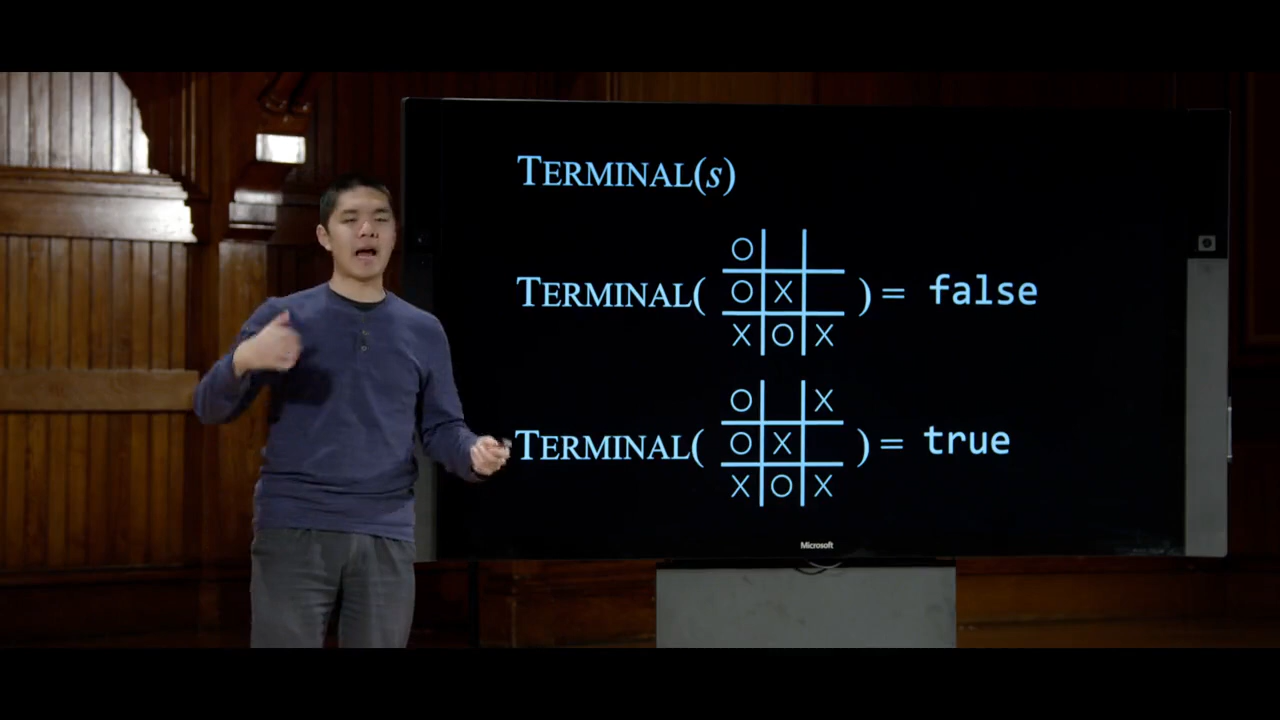 TERMINAL(s)
O
TERMINAL( O X ) = false
X O X
O X
TERMINAL( O X ) = true
X O X
Microsoft